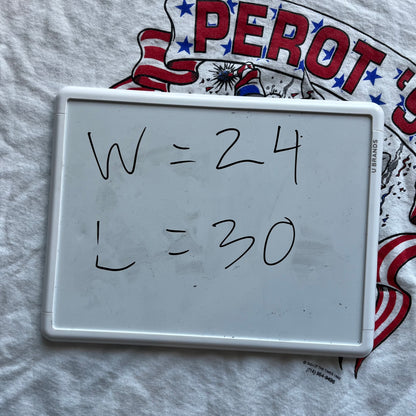 PEROT
W = 24
L = 30
U BRANDS